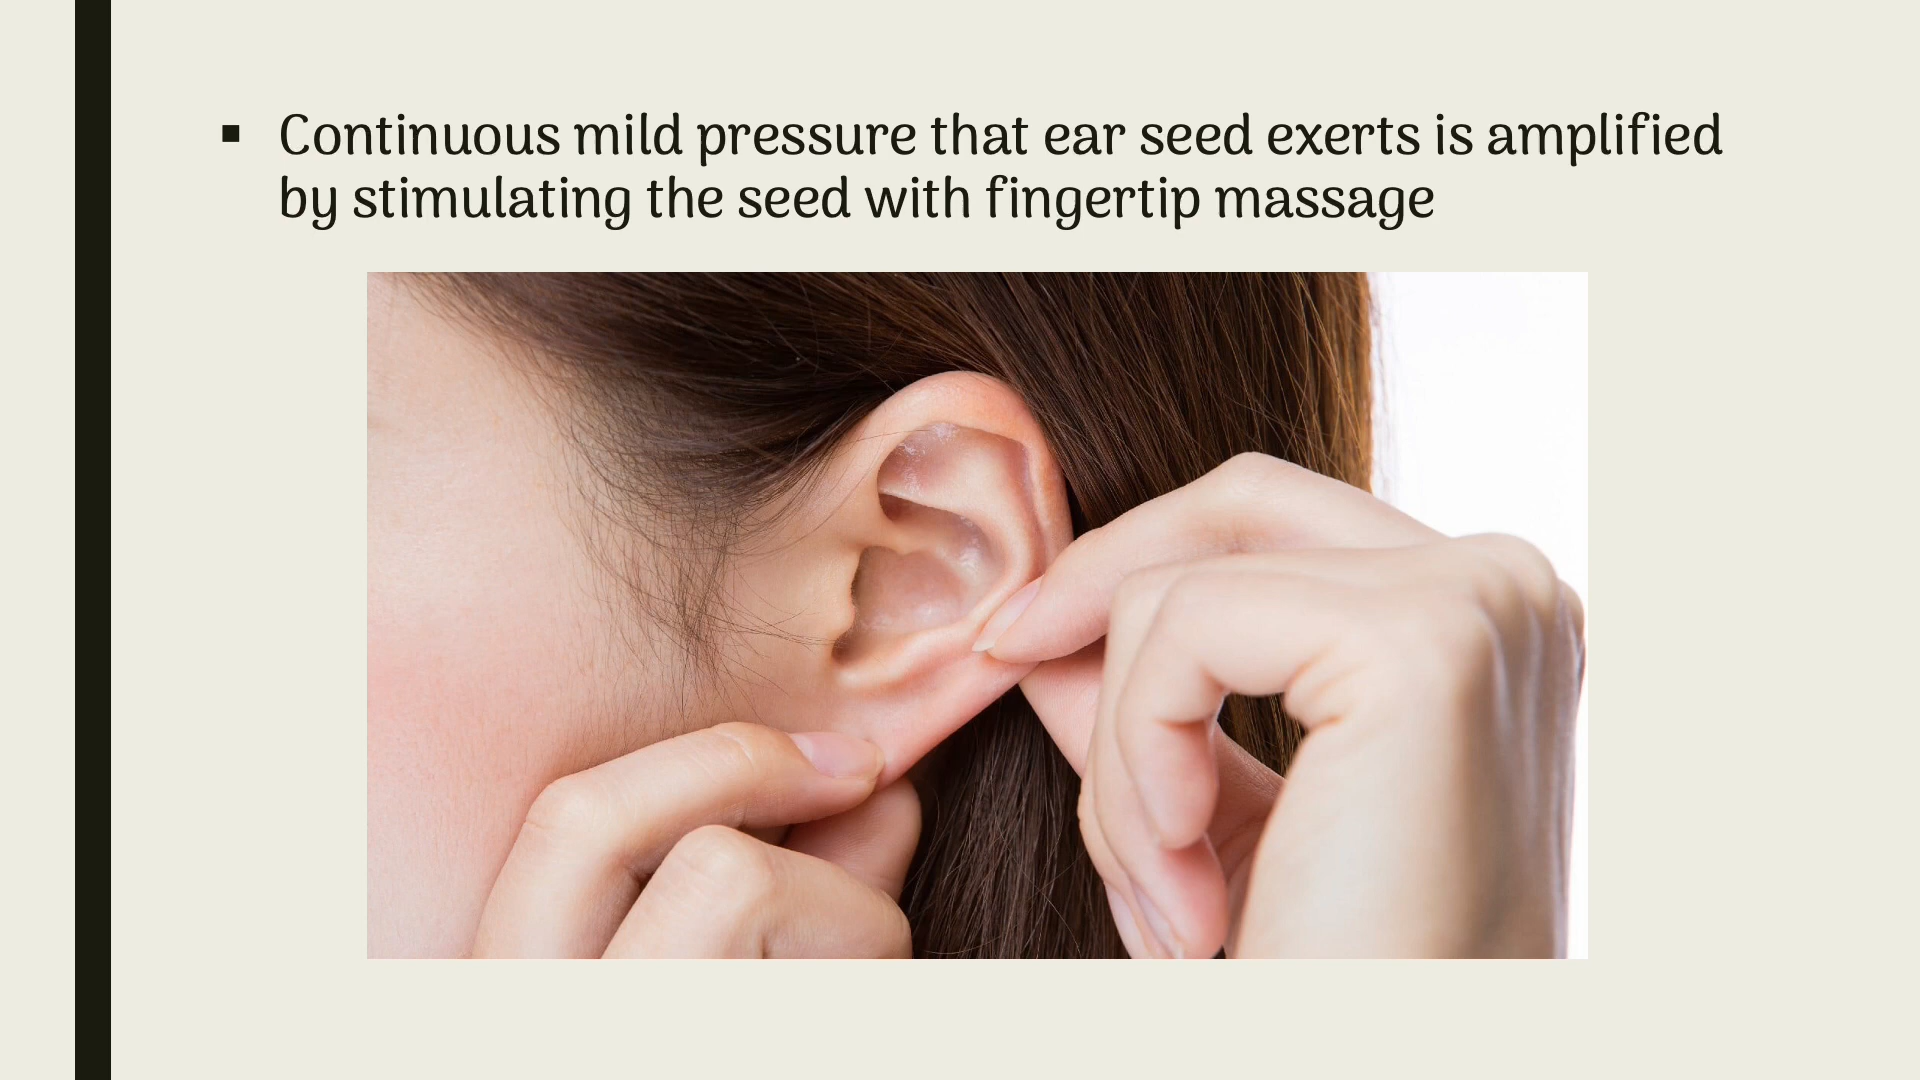 ▪ Continuous mild pressure that ear seed exerts is amplified
by stimulating the seed with fingertip massage